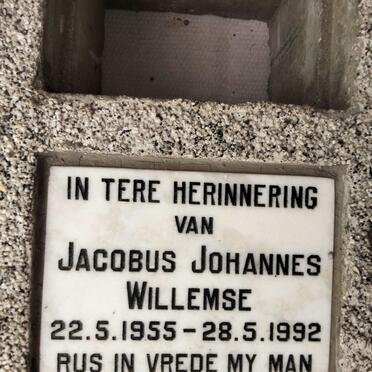 IN TERE HERINNERING
VAN
JACOBUS JOHANNES
WILLEMSE
22.5.1955 – 28.5.1992
RUS IN VREDE MY MAN